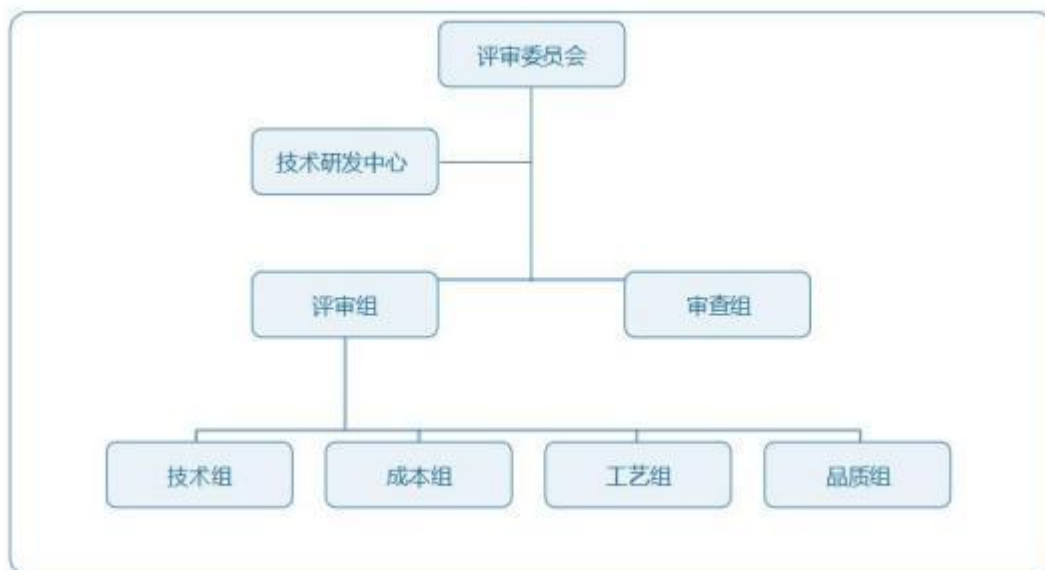 评审委员会
技术研发中心
评审组
审查组
技术组
成本组
工艺组
品质组